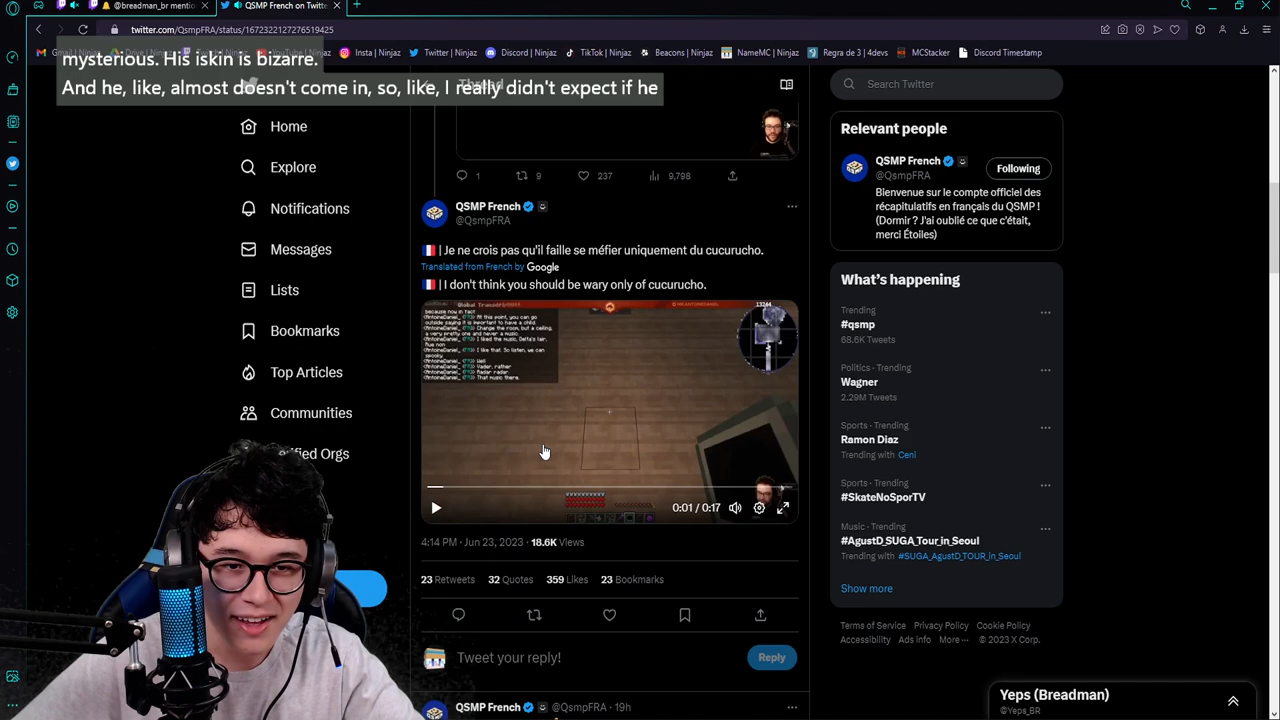 @breadman_br mentio
QSMP French on Twitte
twitter.com/QsmpFRA/status/1672322127276519425
Insta | Ninjaz
Twitter | Ninjaz
Discord | Ninjaz
TikTok | Ninjaz
Beacons | Ninjaz
NameMC | Ninjaz
Regra de 3 | 4devs
MCStacker
Discord Timestamp
mysterious. His iskin is bizarre.
And he, like, almost doesn't come in, so, like, I really didn't expect if he
Thread
Home
Explore
Notifications
Messages
Lists
Bookmarks
Top Articles
Communities
1
9
237
9,798
QSMP French
@QsmpFRA
🇫🇷 | Je ne crois pas qu'il faille se méfier uniquement du cucurucho.
Translated from French by Google
🇫🇷 | I don't think you should be wary only of cucurucho.
0:01 / 0:17
4:14 PM · Jun 23, 2023 · 18.6K Views
23 Retweets 32 Quotes 359 Likes 23 Bookmarks
Tweet your reply!
Reply
QSMP French @QsmpFRA · 19h
Search Twitter
Relevant people
QSMP French
@QsmpFRA
Following
Bienvenue sur le compte officiel des
récapitulatifs en français du QSMP !
(Dormir ? J'ai oublié ce que c'était,
merci Étoiles)
What's happening
Trending
#qsmp
68.6K Tweets
Politics · Trending
Wagner
2.29M Tweets
Sports · Trending
Ramon Diaz
Trending with Cenl
Sports · Trending
#SkateNoSporTV
Music · Trending
#AgustD_SUGA_Tour_in_Seoul
Trending with #SUGA_AgustD_TOUR_in_Seoul
Show more
Terms of Service Privacy Policy Cookie Policy
Accessibility Ads info More ··· © 2023 X Corp.
Yeps (Breadman)
@Yeps_BR